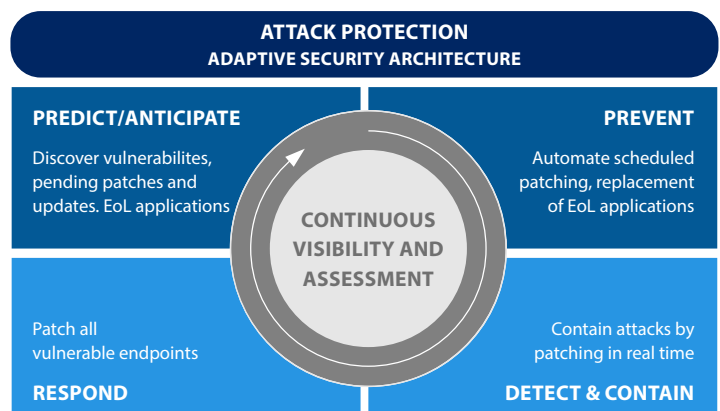 ATTACK PROTECTION
ADAPTIVE SECURITY ARCHITECTURE
PREDICT/ANTICIPATE
Discover vulnerabilites,
pending patches and
updates. EoL applications
PREVENT
Automate scheduled
patching, replacement
of EoL applications
CONTINUOUS
VISIBILITY AND
ASSESSMENT
Patch all
vulnerable endpoints
RESPOND
Contain attacks by
patching in real time
DETECT & CONTAIN